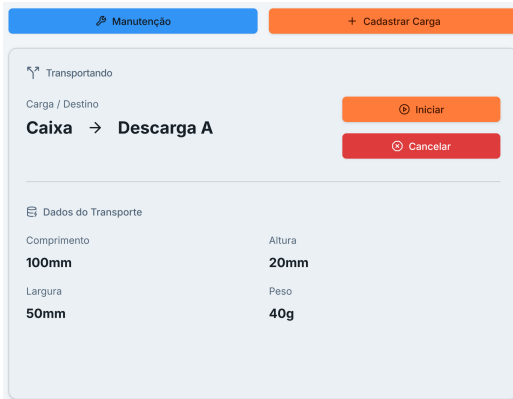 Manutenção
Cadastrar Carga
Transportando
Carga / Destino
Caixa → Descarga A
Iniciar
Cancelar
Dados do Transporte
Comprimento
Altura
100mm
20mm
Largura
Peso
50mm
40g